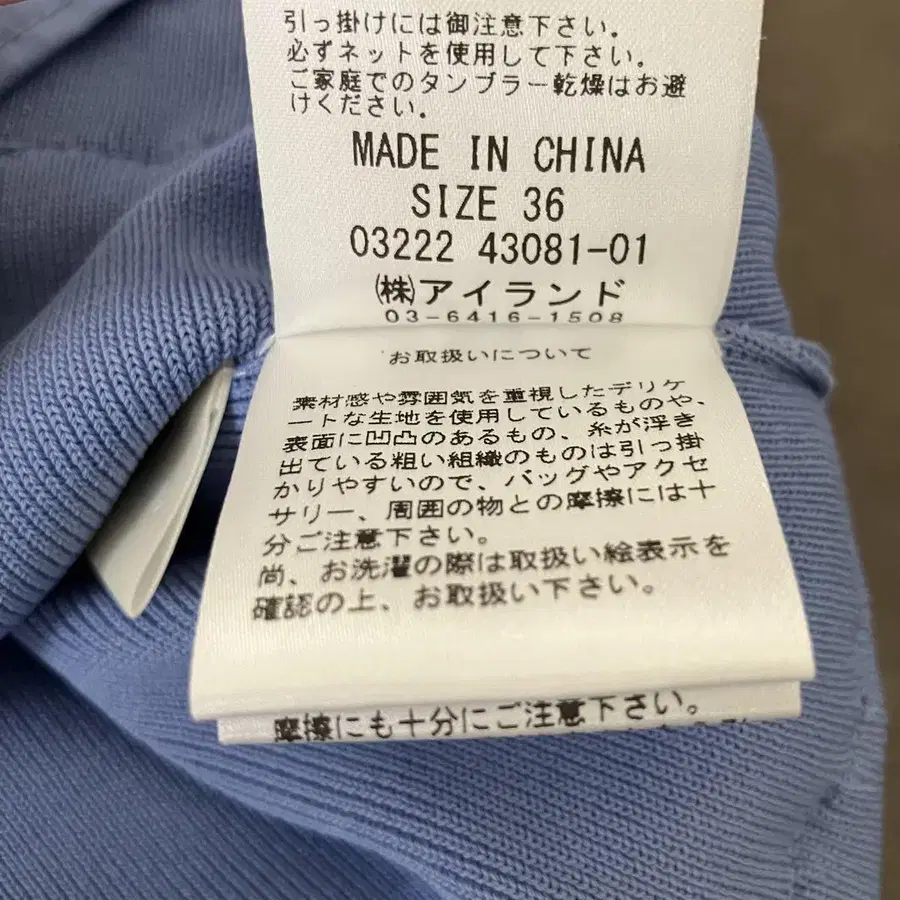 引っ掛けには御注意下さい。
必ずネットを使用して下さい。
ご家庭でのタンブラー乾燥はお避
けください。
MADE IN CHINA
SIZE 36
03222 43081-01
㈱アイランド
03-6416-1508
お取扱いについて
素材感や雰囲気を重視したデリケ
ートな生地を使用しているものや、
表面に凹凸のあるもの、糸が浮き
出ている粗い組織のものは引っ掛
かりやすいので、バッグやアクセ
サリー、周囲の物との摩擦には十
分ご注意下さい。
尚、お洗濯の際は取扱い絵表示を
確認の上、お取扱い下さい。
摩擦にも十分にご注意下さい。